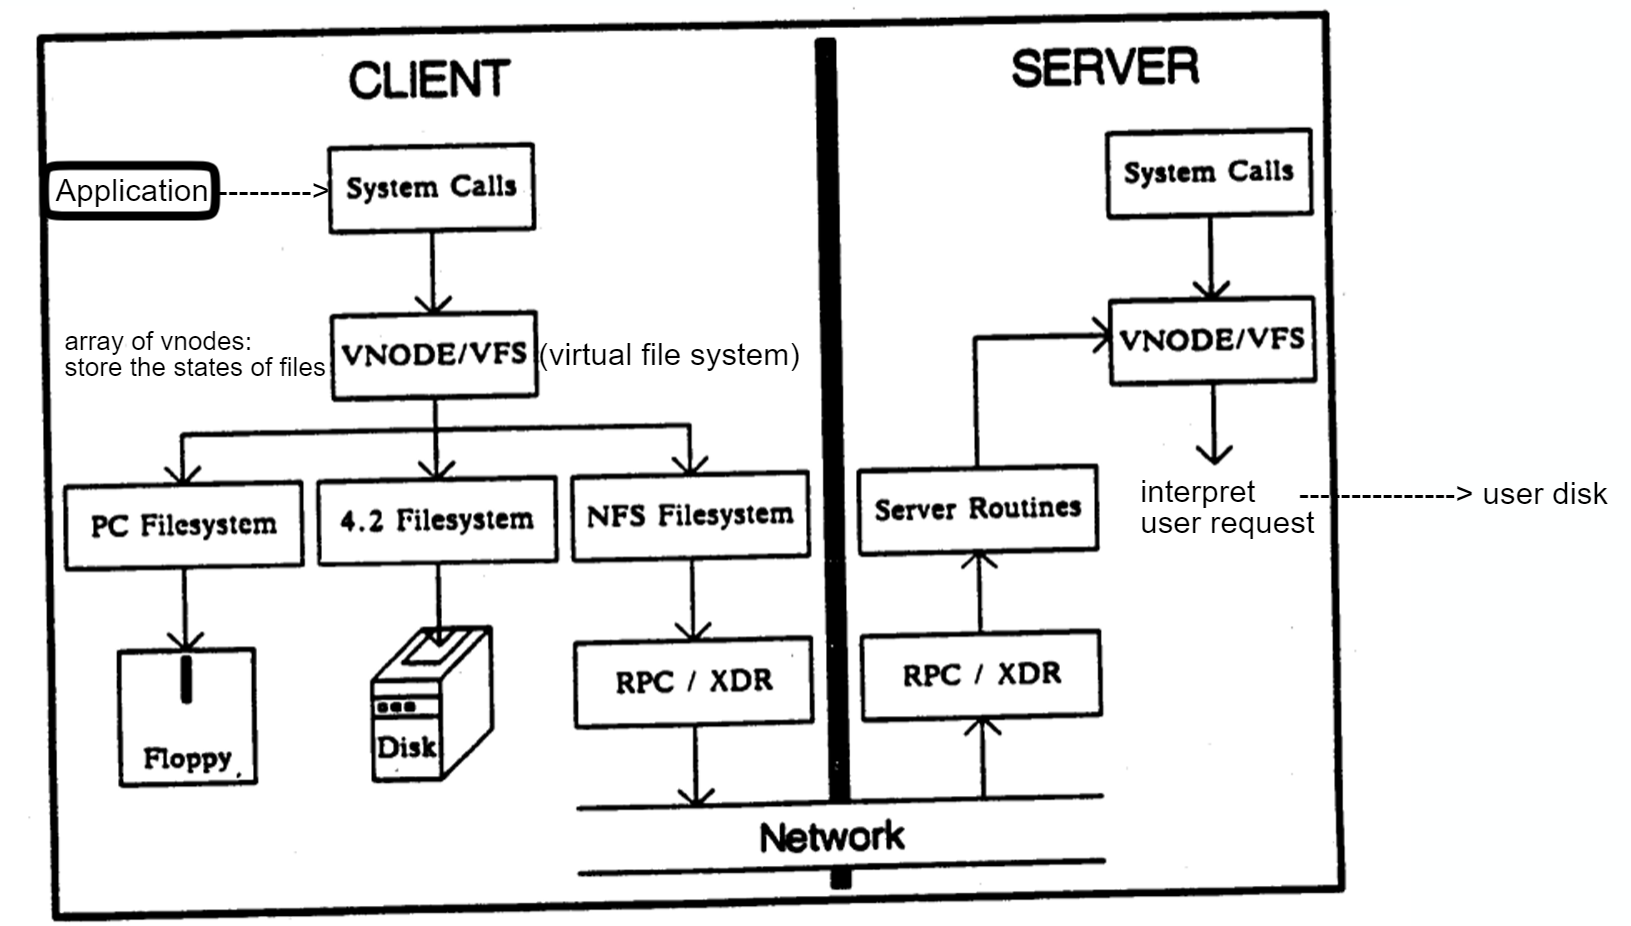 CLIENT
SERVER
Application
-------->
System Calls
System Calls
array of vnodes:
store the states of files
VNODE/VFS
(virtual file system)
VNODE/VFS
PC Filesystem
4.2 Filesystem
NFS Filesystem
Server Routines
interpret
user request
--------------> user disk
Floppy
Disk
RPC / XDR
RPC / XDR
Network